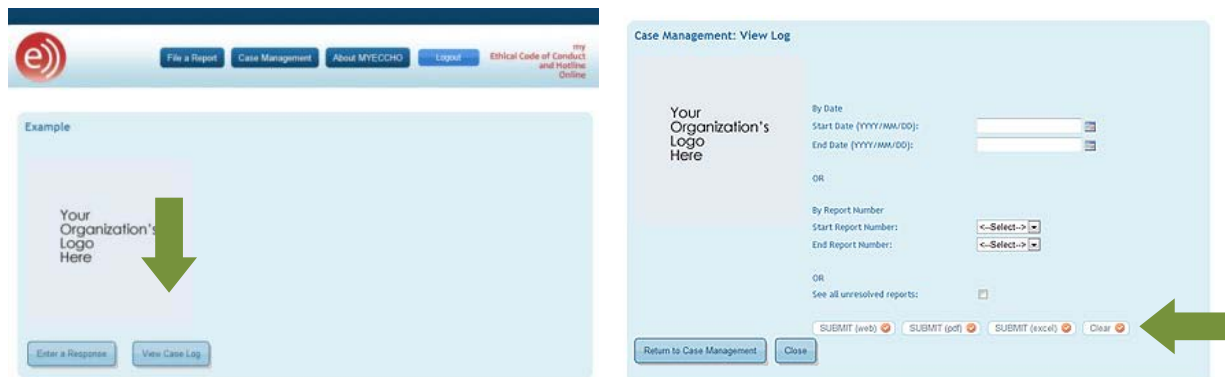 e))
File a Report
Case Management
About MYECCHO
Logout
my
Ethical Code of Conduct
and Hotline
Online
Example
Your
Organization's
Logo
Here
Enter a Response
View Case Log
Case Management: View Log
Your
Organization's
Logo
Here
By Date
Start Date (YYYY/MM/DD):
End Date (YYYY/MM/DD):
OR
By Report Number
Start Report Number: <--Select-->
End Report Number: <--Select-->
OR
See all unresolved reports:
SUBMIT (web) SUBMIT (pdf) SUBMIT (excel) Clear
Return to Case Management Close